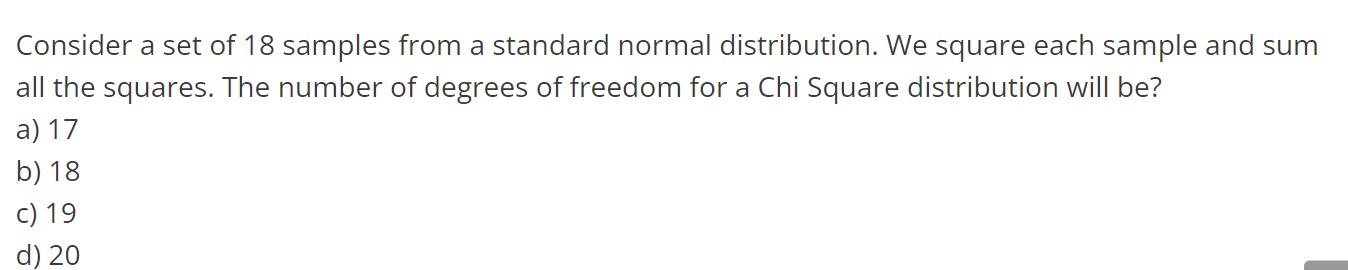 Consider a set of 18 samples from a standard normal distribution. We square each sample and sum
all the squares. The number of degrees of freedom for a Chi Square distribution will be?
a) 17
b) 18
c) 19
d) 20